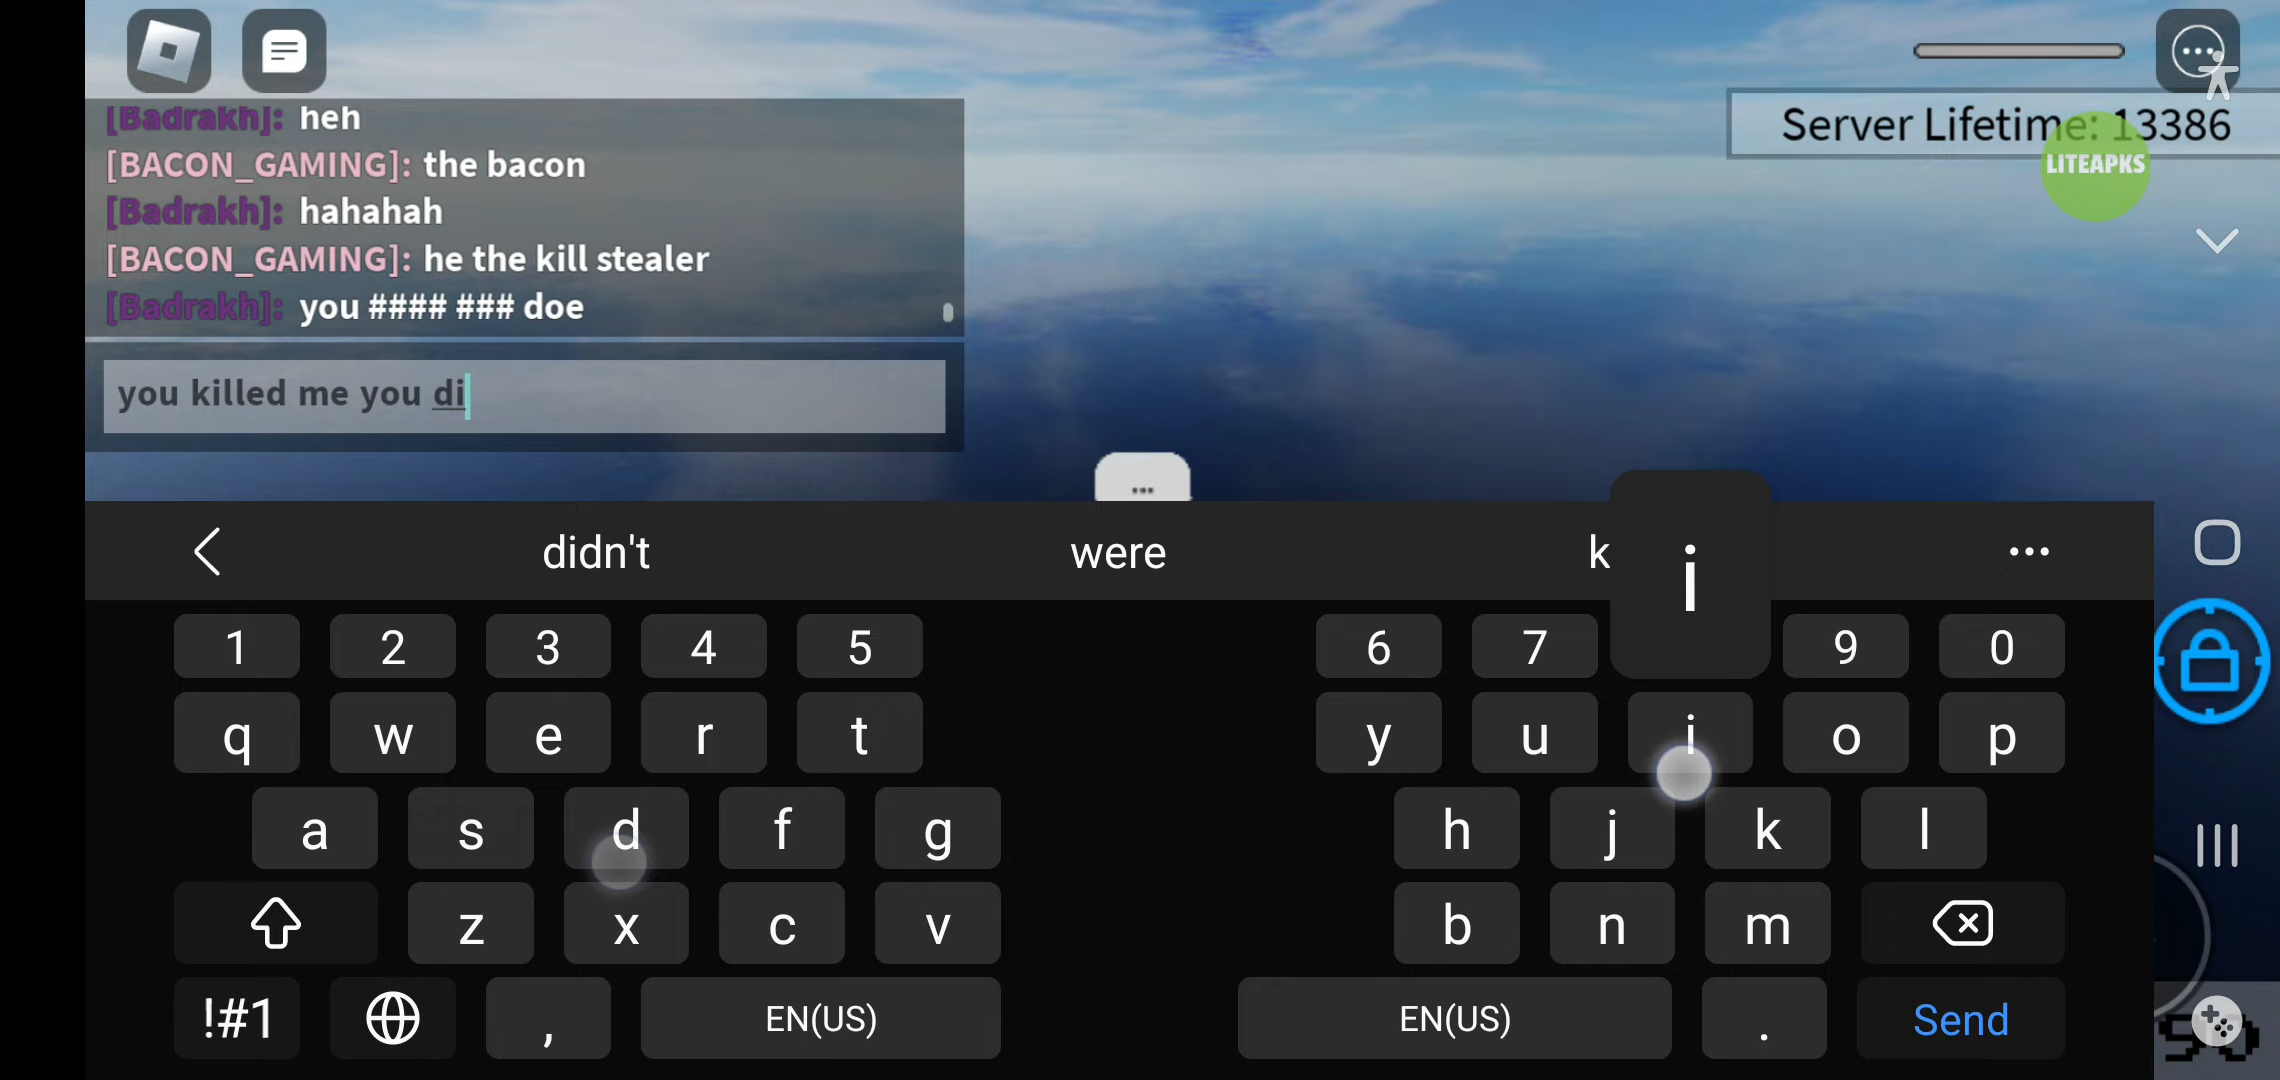 [Badrakh]: heh
[BACON_GAMING]: the bacon
[Badrakh]: hahahah
[BACON_GAMING]: he the kill stealer
[Badrakh]: you #### ### doe
you killed me you di
Server Lifetime: 13386
LITEAPKS
...
didn't
were
k
i
1 2 3 4 5 6 7 9 0
q w e r t y u i o p
a s d f g h j k l
z x c v b n m
!#1 , EN(US) EN(US) . Send